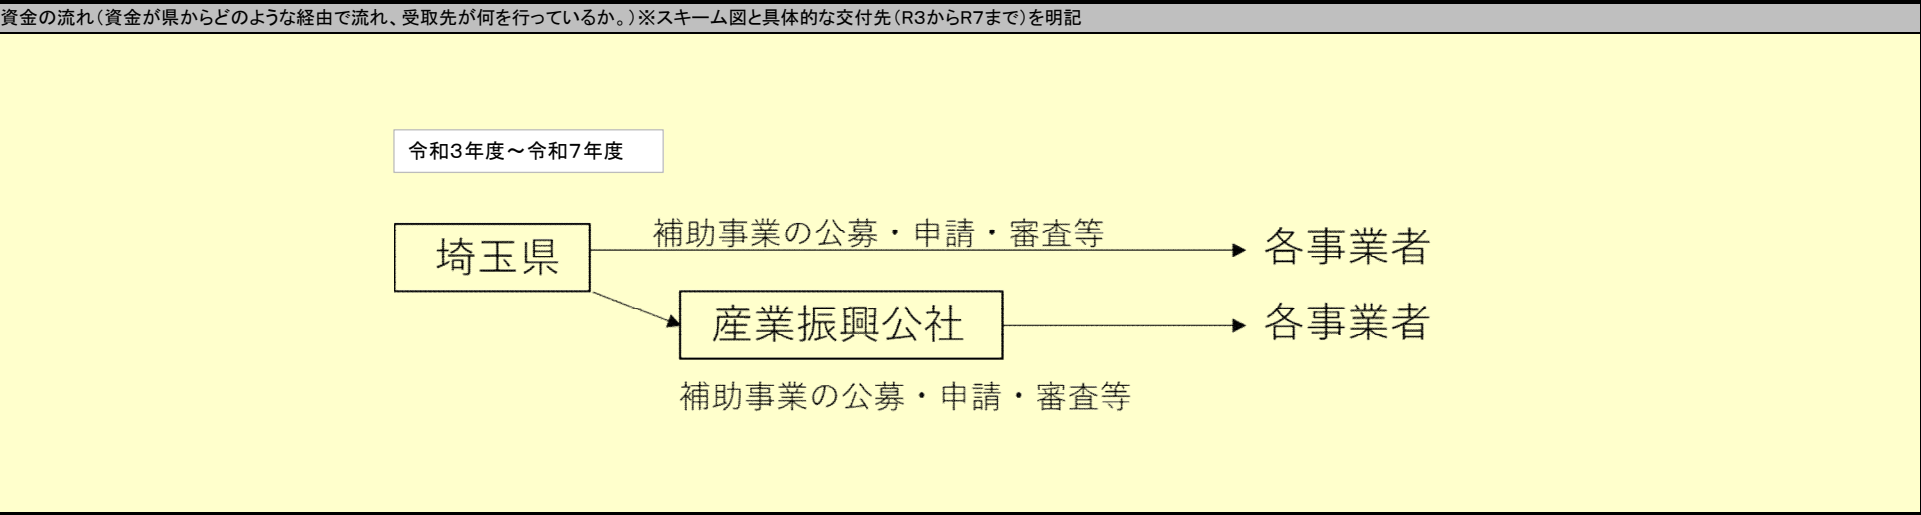 資金の流れ（資金が県からどのような経由で流れ、受取先が何を行っているか。）※スキーム図と具体的な交付先（R3からR7まで）を明記
令和3年度～令和7年度
補助事業の公募・申請・審査等
埼玉県
各事業者
産業振興公社
各事業者
補助事業の公募・申請・審査等